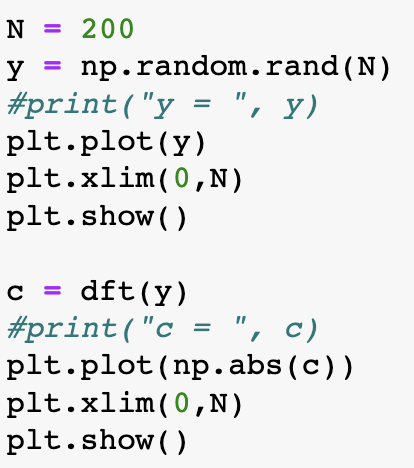 N = 200
y = np.random.rand(N)
#print("y = ", y)
plt.plot(y)
plt.xlim(0,N)
plt.show()
c = dft(y)
#print("c = ", c)
plt.plot(np.abs(c))
plt.xlim(0,N)
plt.show()